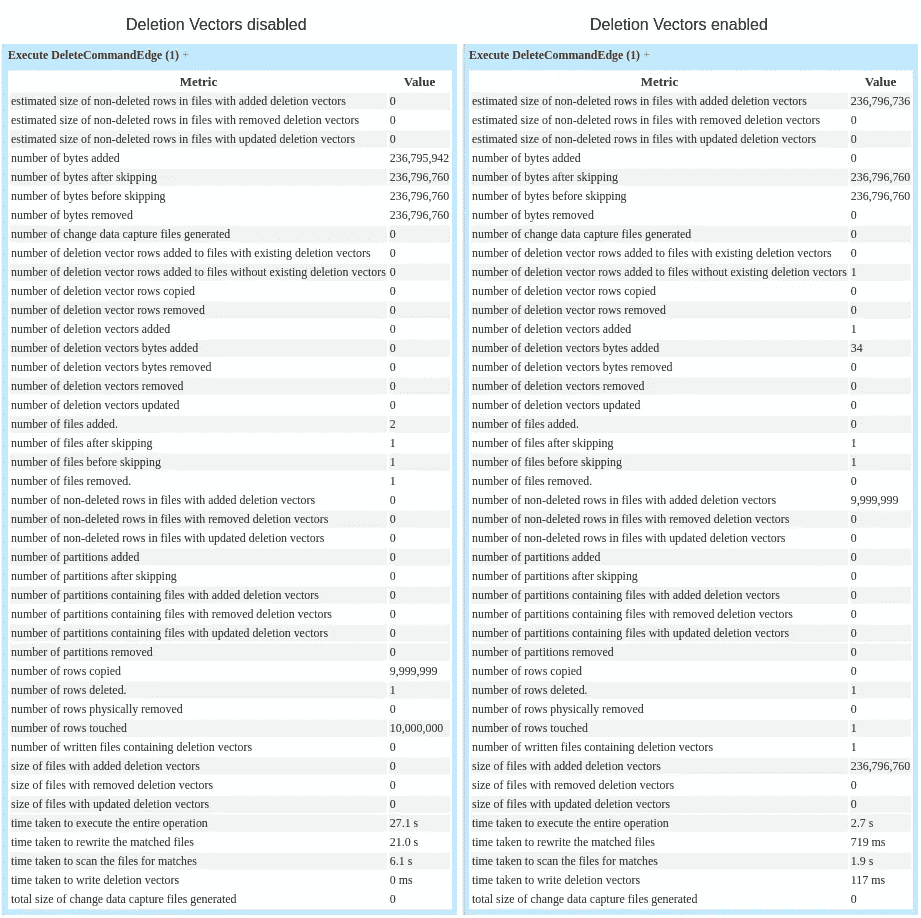 Deletion Vectors disabled
Execute DeleteCommandEdge (1) +
Metric Value
estimated size of non-deleted rows in files with added deletion vectors 0
estimated size of non-deleted rows in files with removed deletion vectors 0
estimated size of non-deleted rows in files with updated deletion vectors 0
number of bytes added 236,795,942
number of bytes after skipping 236,796,760
number of bytes before skipping 236,796,760
number of bytes removed 236,796,760
number of change data capture files generated 0
number of deletion vector rows added to files with existing deletion vectors 0
number of deletion vector rows added to files without existing deletion vectors 0
number of deletion vector rows copied 0
number of deletion vector rows removed 0
number of deletion vectors added 0
number of deletion vectors bytes added 0
number of deletion vectors bytes removed 0
number of deletion vectors removed 0
number of deletion vectors updated 0
number of files added. 2
number of files after skipping 1
number of files before skipping 1
number of files removed. 1
number of non-deleted rows in files with added deletion vectors 0
number of non-deleted rows in files with removed deletion vectors 0
number of non-deleted rows in files with updated deletion vectors 0
number of partitions added 0
number of partitions after skipping 0
number of partitions containing files with added deletion vectors 0
number of partitions containing files with removed deletion vectors 0
number of partitions containing files with updated deletion vectors 0
number of partitions removed 0
number of rows copied 9,999,999
number of rows deleted. 1
number of rows physically removed 0
number of rows touched 10,000,000
number of written files containing deletion vectors 0
size of files with added deletion vectors 0
size of files with removed deletion vectors 0
size of files with updated deletion vectors 0
time taken to execute the entire operation 27.1 s
time taken to rewrite the matched files 21.0 s
time taken to scan the files for matches 6.1 s
time taken to write deletion vectors 0 ms
total size of change data capture files generated 0
Deletion Vectors enabled
Execute DeleteCommandEdge (1) +
Metric Value
estimated size of non-deleted rows in files with added deletion vectors 236,796,736
estimated size of non-deleted rows in files with removed deletion vectors 0
estimated size of non-deleted rows in files with updated deletion vectors 0
number of bytes added 0
number of bytes after skipping 236,796,760
number of bytes before skipping 236,796,760
number of bytes removed 0
number of change data capture files generated 0
number of deletion vector rows added to files with existing deletion vectors 0
number of deletion vector rows added to files without existing deletion vectors 1
number of deletion vector rows copied 0
number of deletion vector rows removed 0
number of deletion vectors added 1
number of deletion vectors bytes added 34
number of deletion vectors bytes removed 0
number of deletion vectors removed 0
number of deletion vectors updated 0
number of files added. 0
number of files after skipping 1
number of files before skipping 1
number of files removed. 0
number of non-deleted rows in files with added deletion vectors 9,999,999
number of non-deleted rows in files with removed deletion vectors 0
number of non-deleted rows in files with updated deletion vectors 0
number of partitions added 0
number of partitions after skipping 0
number of partitions containing files with added deletion vectors 0
number of partitions containing files with removed deletion vectors 0
number of partitions containing files with updated deletion vectors 0
number of partitions removed 0
number of rows copied 0
number of rows deleted. 1
number of rows physically removed 0
number of rows touched 1
number of written files containing deletion vectors 1
size of files with added deletion vectors 236,796,760
size of files with removed deletion vectors 0
size of files with updated deletion vectors 0
time taken to execute the entire operation 2.7 s
time taken to rewrite the matched files 719 ms
time taken to scan the files for matches 1.9 s
time taken to write deletion vectors 117 ms
total size of change data capture files generated 0